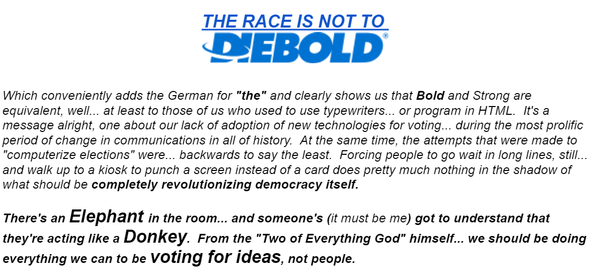 THE RACE IS NOT TO
DIEBOLD®
Which conveniently adds the German for "the" and clearly shows us that Bold and Strong are
equivalent, well... at least to those of us who used to use typewriters... or program in HTML.  It's a
message alright, one about our lack of adoption of new technologies for voting... during the most prolific
period of change in communications in all of history.  At the same time, the attempts that were made to
"computerize elections" were... backwards to say the least.  Forcing people to go wait in long lines, still...
and walk up to a kiosk to punch a screen instead of a card does pretty much nothing in the shadow of
what should be completely revolutionizing democracy itself.
There's an Elephant in the room... and someone's (it must be me) got to understand that
they're acting like a Donkey.  From the "Two of Everything God" himself... we should be doing
everything we can to be voting for ideas, not people.